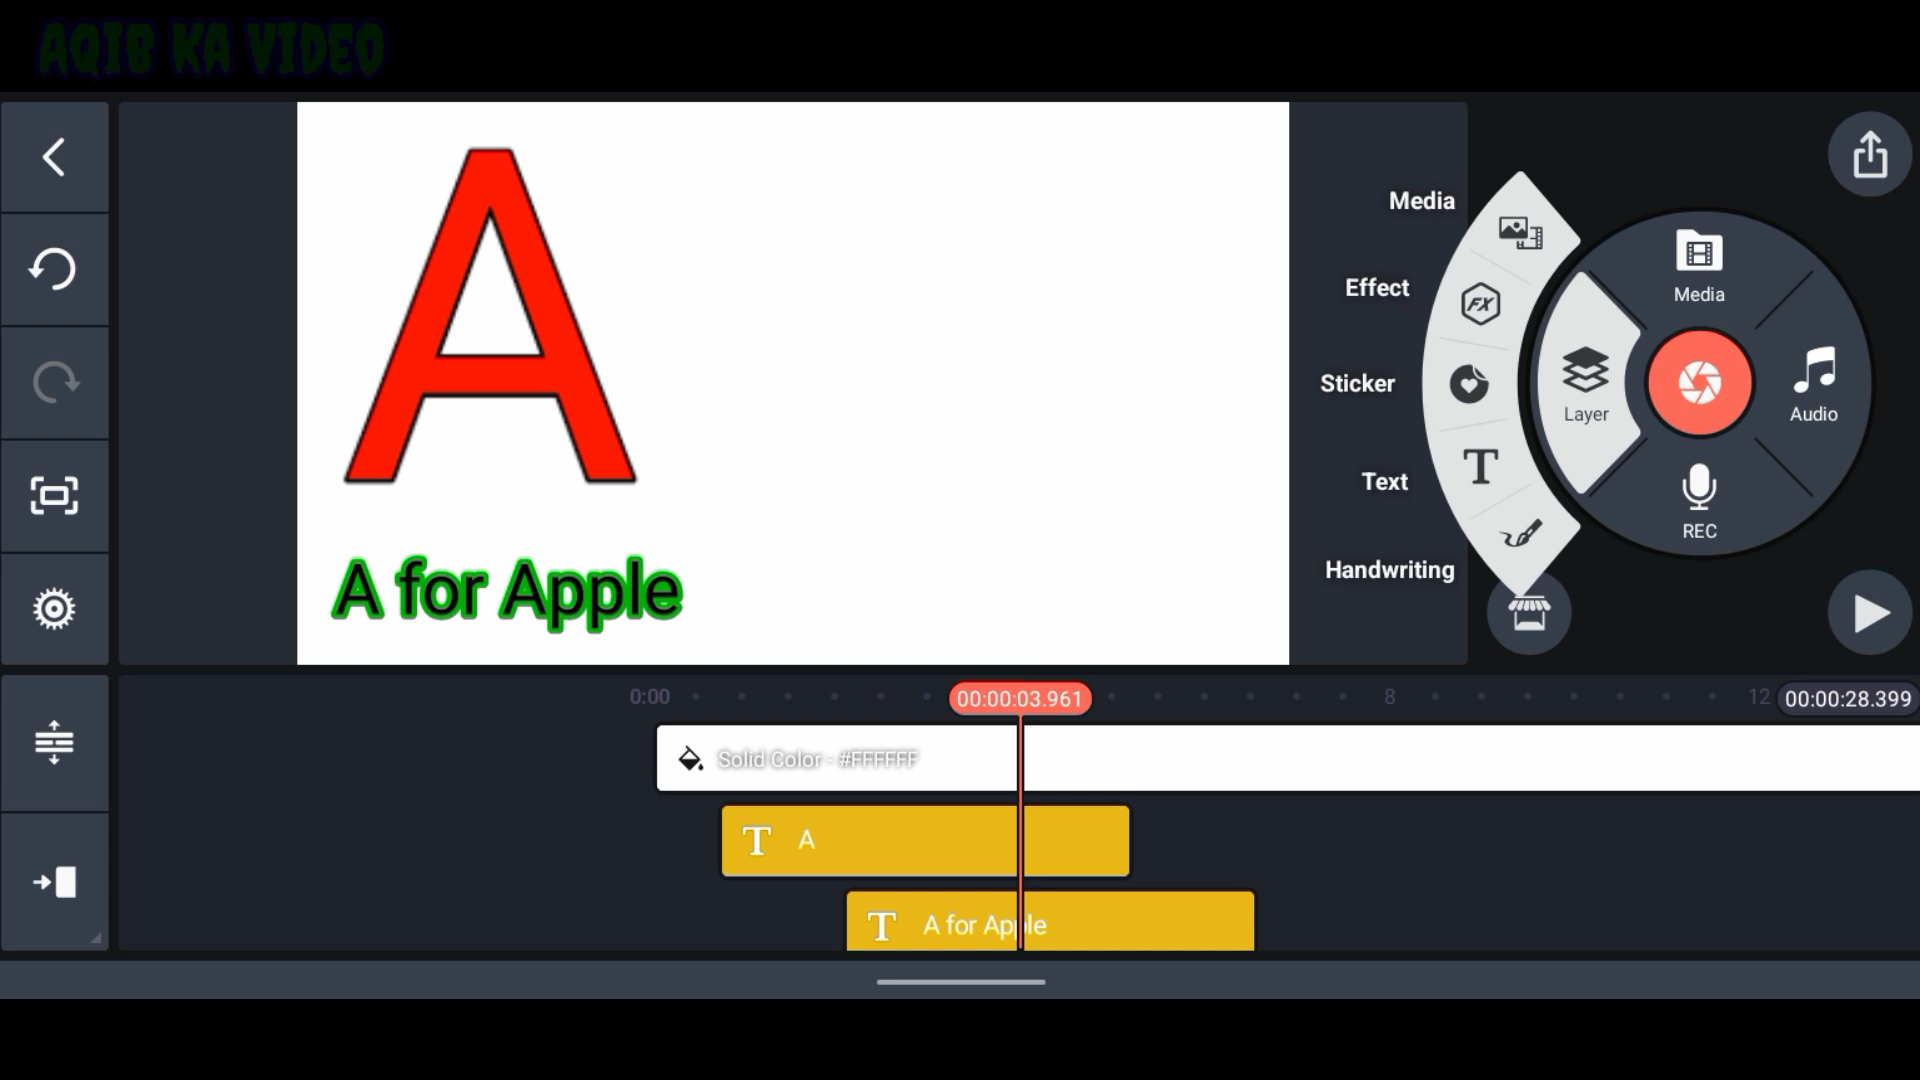 AQIB KA VIDEO
A
A for Apple
Media
Effect
Sticker
Text
Handwriting
FX
T
Media
Layer
Audio
REC
0:00
00:00:03.961
8
12
00:00:28.399
Solid Color - #FFFFFF
T A
T A for Apple